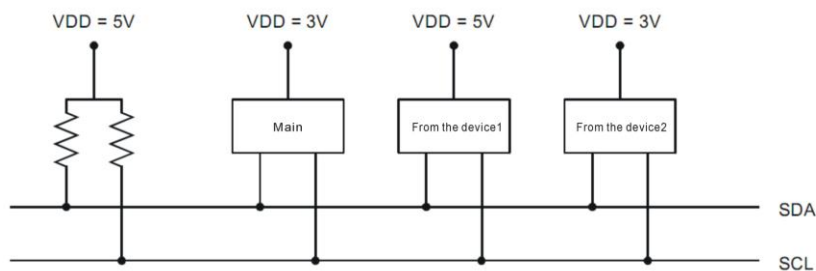 VDD = 5V VDD = 3V VDD = 5V VDD = 3V
Main From the device1 From the device2
SDA
SCL